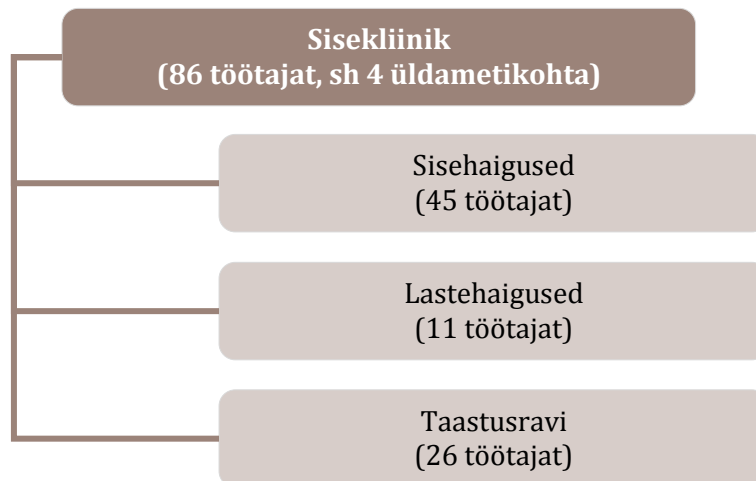 Sisekliinik
(86 töötajat, sh 4 üldametikohta)
Sisehaigused
(45 töötajat)
Lastehaigused
(11 töötajat)
Taastusravi
(26 töötajat)